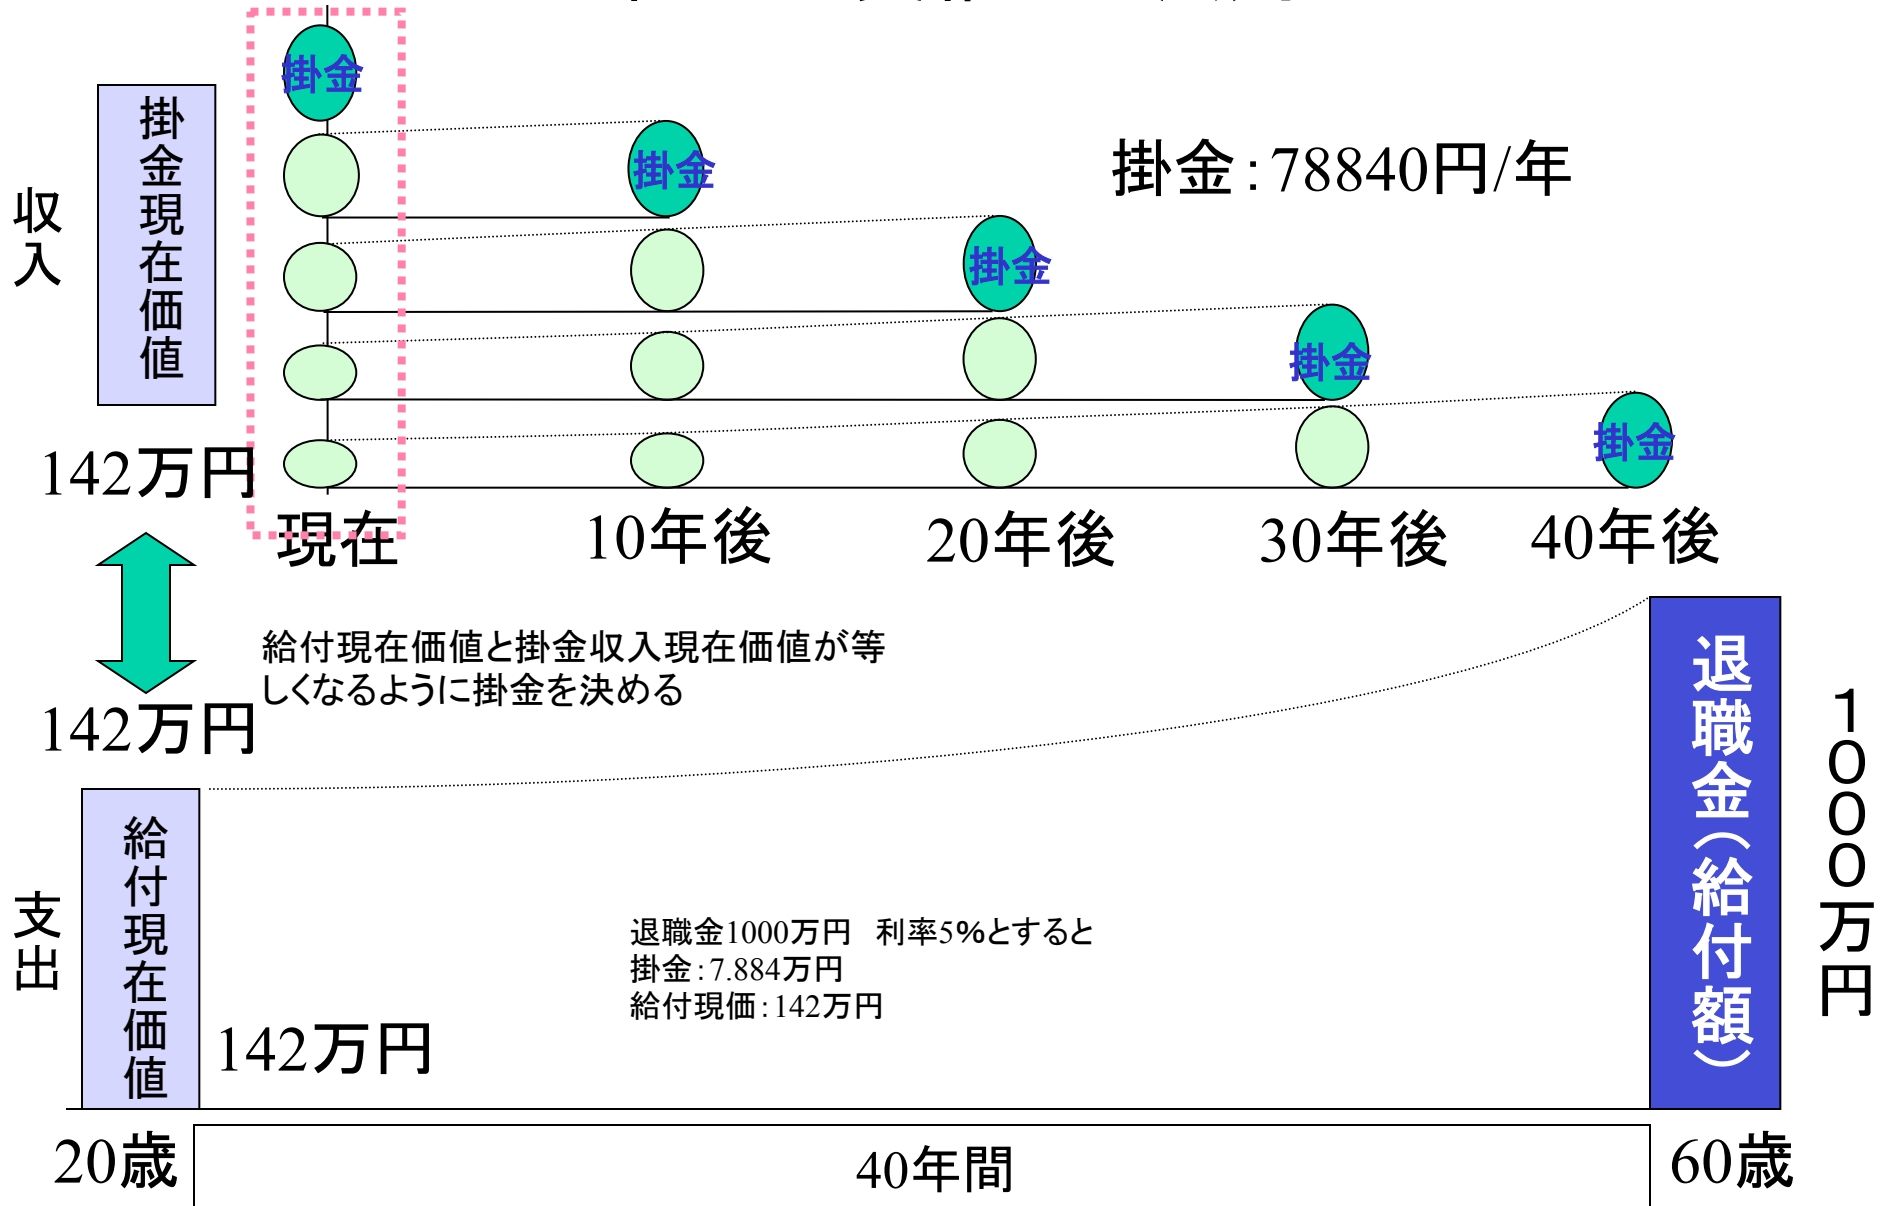 掛金
掛金現在価値
収入
掛金
掛金:78840円/年
掛金
掛金
掛金
142万円
現在
10年後
20年後
30年後
40年後
給付現在価値と掛金収入現在価値が等
しくなるように掛金を決める
142万円
退職金(給付額)
1000万円
給付現在価値
支出
退職金1000万円 利率5%とすると
掛金:7.884万円
給付現価:142万円
142万円
20歳
40年間
60歳